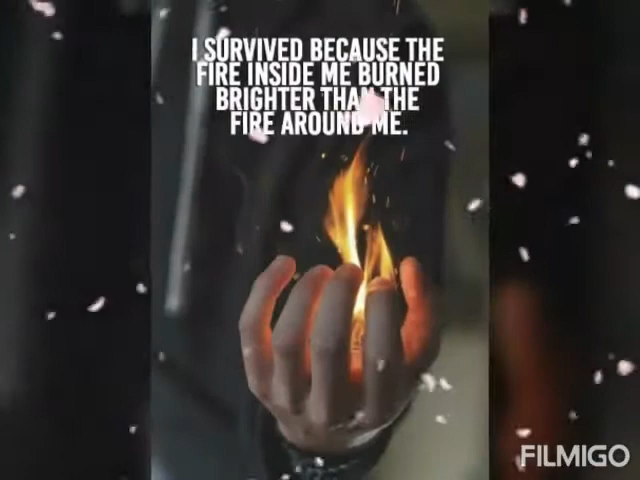 I SURVIVED BECAUSE THE
FIRE INSIDE ME BURNED
BRIGHTER THAN THE
FIRE AROUND ME.
FILMIGO